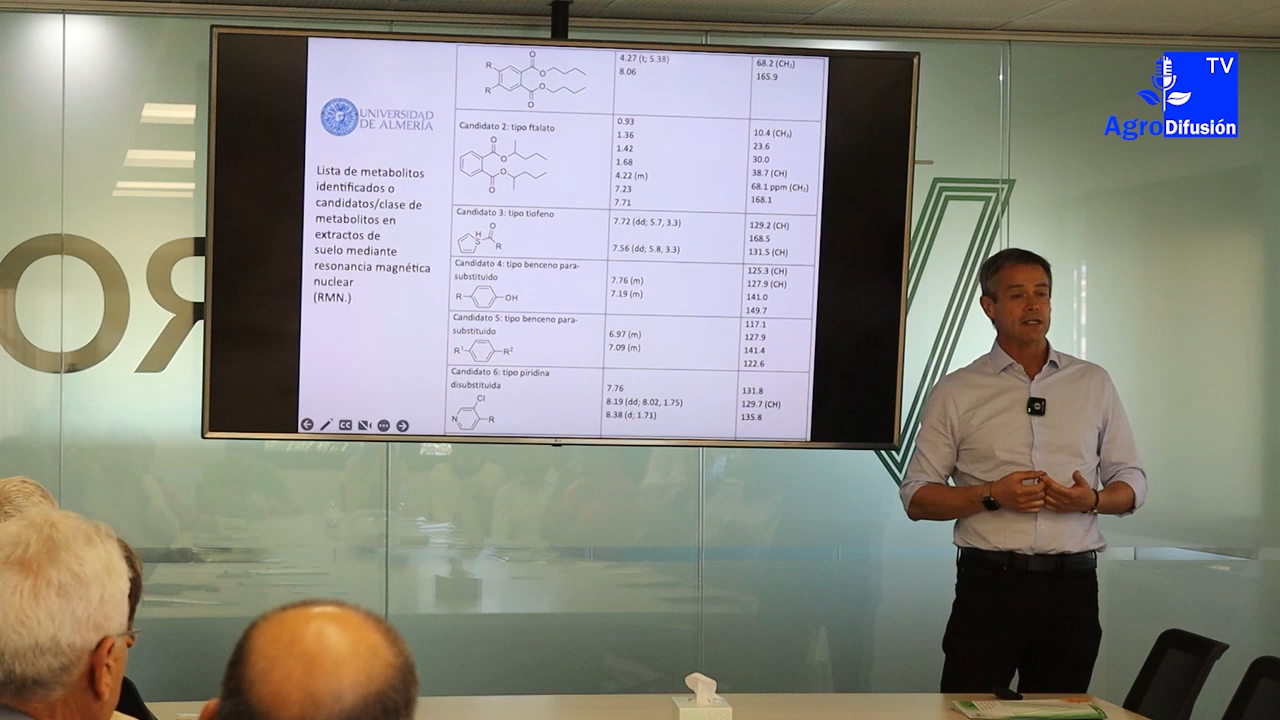 TV
AgroDifusión
UNIVERSIDAD
DE ALMERÍA
Lista de metabolitos
identificados o
candidatos/clase de
metabolitos en
extractos de
suelo mediante
resonancia magnética
nuclear
(RMN.)
R
R
O
O
O
O
4.27 (t; 5.38)
8.06
68.2 (CH₂)
165.9
Candidato 2: tipo ftalato
O
O
O
O
0.93
1.36
1.42
1.68
4.22 (m)
7.23
7.71
10.4 (CH₃)
23.6
30.0
38.7 (CH)
68.1 ppm (CH₂)
168.1
Candidato 3: tipo tiofeno
H
S
O
R
7.72 (dd; 5.7, 3.3)
7.56 (dd; 5.8, 3.3)
129.2 (CH)
168.5
131.5 (CH)
Candidato 4: tipo benceno para-
substituido
R
OH
7.76 (m)
7.19 (m)
125.3 (CH)
127.9 (CH)
141.0
149.7
Candidato 5: tipo benceno para-
substituido
R¹
R²
6.97 (m)
7.09 (m)
117.1
127.9
141.4
122.6
Candidato 6: tipo piridina
disubstituida
Cl
N
R
7.76
8.19 (dd; 8.02, 1.75)
8.38 (d; 1.71)
131.8
129.7 (CH)
135.8
CC